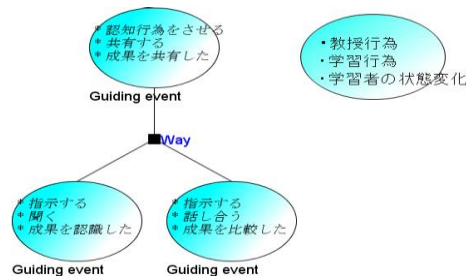 * 認知行為をさせる
* 共有する
* 成果を共有した
Guiding event
・教授行為
・学習行為
・学習者の状態変化
Way
* 指示する
* 聞く
* 成果を認識した
Guiding event
* 指示する
* 話し合う
* 成果を比較した
Guiding event